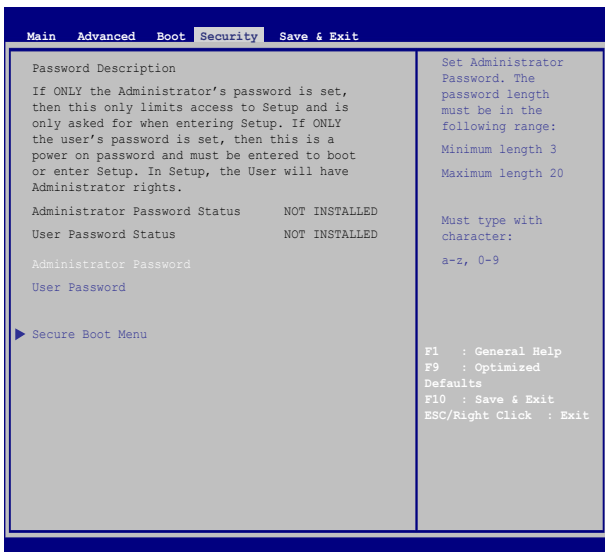 Main Advanced Boot Security Save & Exit
Password Description
If ONLY the Administrator's password is set,
then this only limits access to Setup and is
only asked for when entering Setup. If ONLY
the user's password is set, then this is a
power on password and must be entered to boot
or enter Setup. In Setup, the User will have
Administrator rights.
Administrator Password Status NOT INSTALLED
User Password Status NOT INSTALLED
Administrator Password
User Password
Secure Boot Menu
Set Administrator
Password. The
password length
must be in the
following range:
Minimum length 3
Maximum length 20
Must type with
character:
a-z, 0-9
F1 : General Help
F9 : Optimized
Defaults
F10 : Save & Exit
ESC/Right Click : Exit